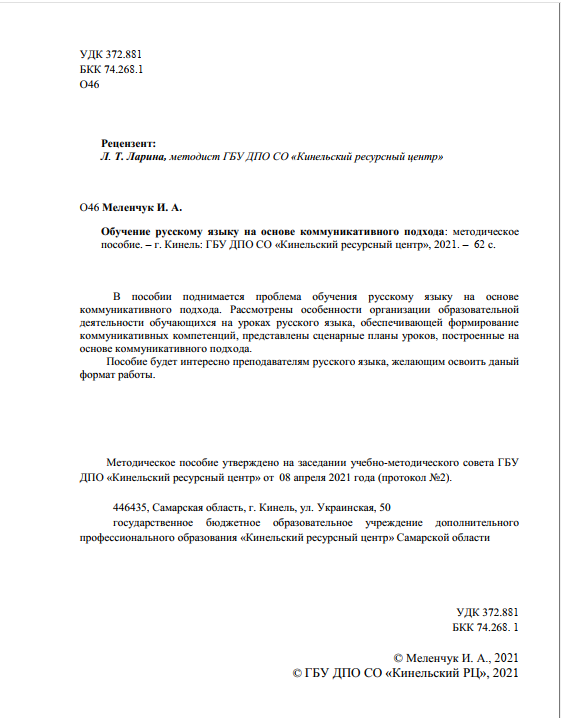 УДК 372.881
БКК 74.268.1
О46
Рецензент:
Л. Т. Ларина, методист ГБУ ДПО СО «Кинельский ресурсный центр»
О46 Меленчук И. А.
Обучение русскому языку на основе коммуникативного подхода: методическое
пособие. – г. Кинель: ГБУ ДПО СО «Кинельский ресурсный центр», 2021. – 62 с.
В пособии поднимается проблема обучения русскому языку на основе
коммуникативного подхода. Рассмотрены особенности организации образовательной
деятельности обучающихся на уроках русского языка, обеспечивающей формирование
коммуникативных компетенций, представлены сценарные планы уроков, построенные на
основе коммуникативного подхода.
Пособие будет интересно преподавателям русского языка, желающим освоить даный
формат работы.
Методическое пособие утверждено на заседании учебно-методического совета ГБУ
ДПО «Кинельский ресурсный центр» от 08 апреля 2021 года (протокол №2).
446435, Самарская область, г. Кинель, ул. Украинская, 50
государственное бюджетное образовательное учреждение дополнительного
профессионального образования «Кинельский ресурсный центр» Самарской области
УДК 372.881
БКК 74.268. 1
© Меленчук И. А., 2021
© ГБУ ДПО СО «Кинельский РЦ», 2021